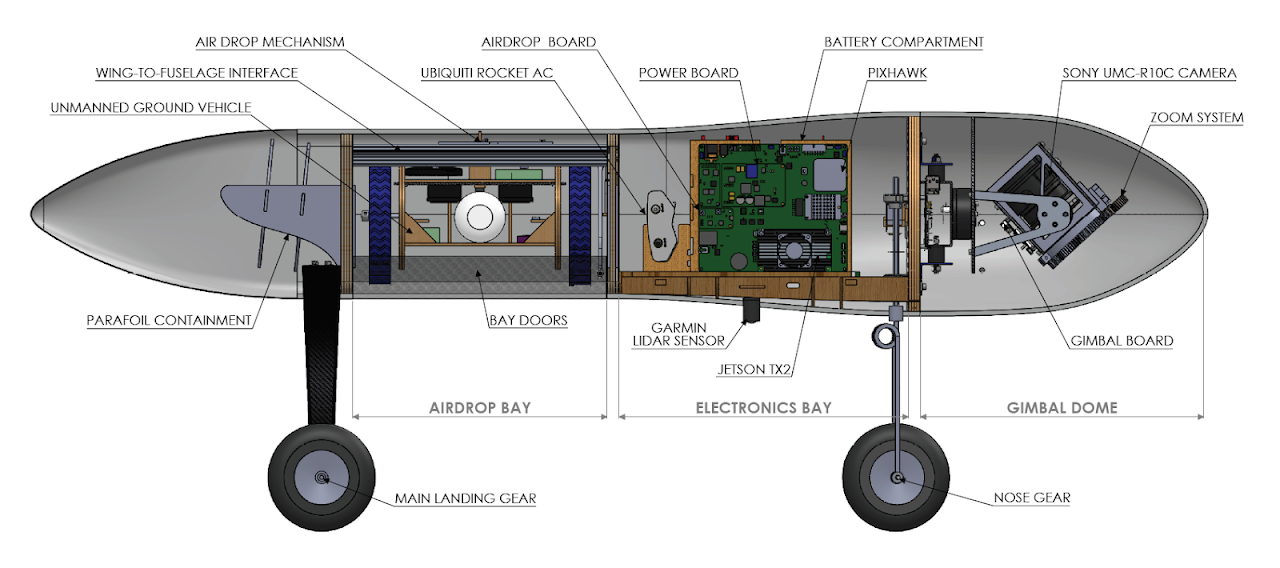 AIR DROP MECHANISM
AIRDROP BOARD
BATTERY COMPARTMENT
WING-TO-FUSELAGE INTERFACE
UBIQUITI ROCKET AC
POWER BOARD
PIXHAWK
SONY UMC-R10C CAMERA
UNMANNED GROUND VEHICLE
ZOOM SYSTEM
PARAFOIL CONTAINMENT
BAY DOORS
GARMIN
LIDAR SENSOR
GIMBAL BOARD
JETSON TX2
AIRDROP BAY
ELECTRONICS BAY
GIMBAL DOME
MAIN LANDING GEAR
NOSE GEAR